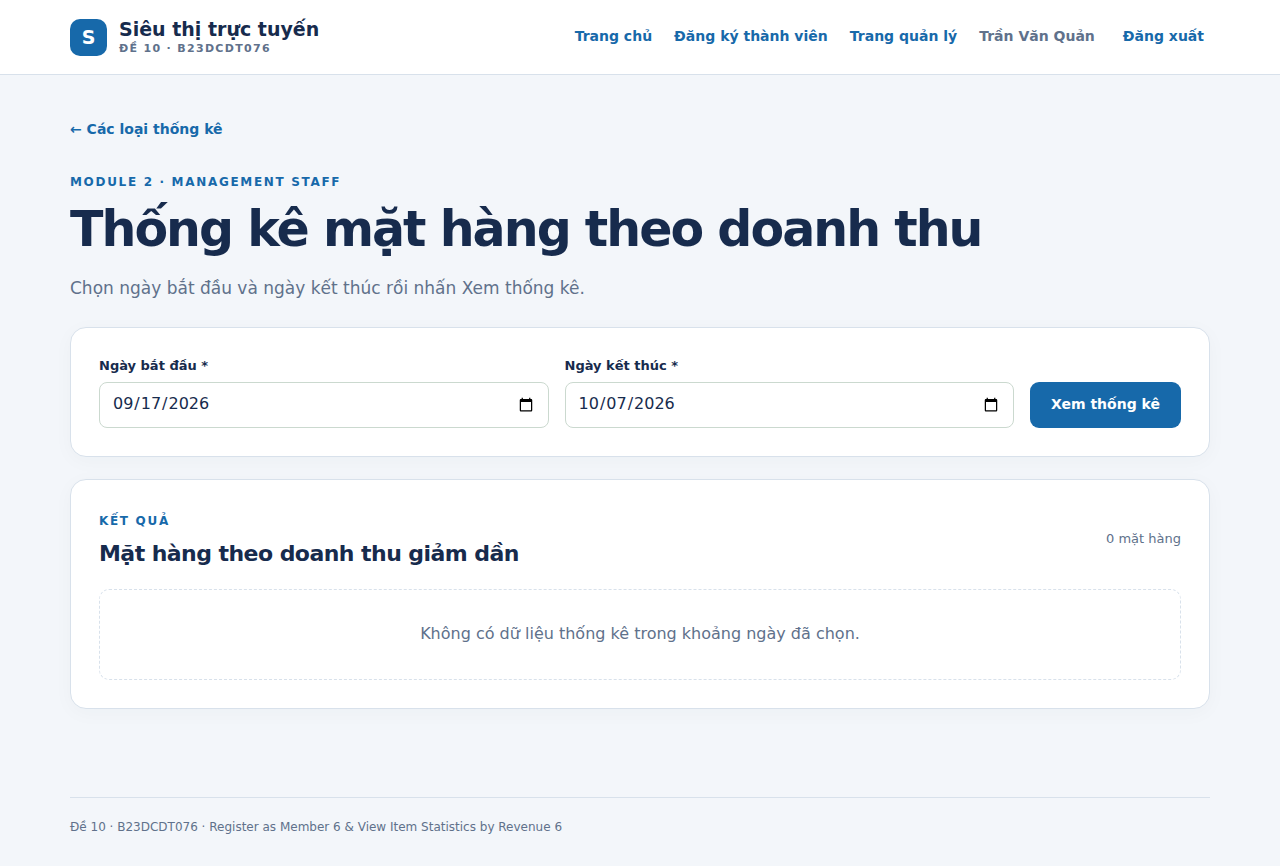 S
Siêu thị trực tuyến
ĐỀ 10 · B23DCDT076
Trang chủ
Đăng ký thành viên
Trang quản lý
Trần Văn Quản
Đăng xuất
← Các loại thống kê
MODULE 2 · MANAGEMENT STAFF
Thống kê mặt hàng theo doanh thu
Chọn ngày bắt đầu và ngày kết thúc rồi nhấn Xem thống kê.
Ngày bắt đầu *
Ngày kết thúc *
09/17/2026
10/07/2026
Xem thống kê
KẾT QUẢ
Mặt hàng theo doanh thu giảm dần
0 mặt hàng
Không có dữ liệu thống kê trong khoảng ngày đã chọn.
Đề 10 · B23DCDT076 · Register as Member 6 & View Item Statistics by Revenue 6